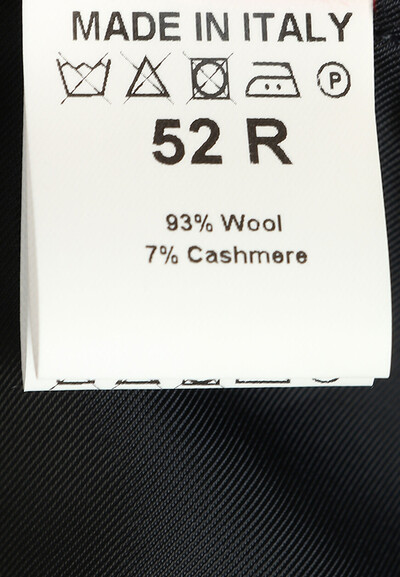 MADE IN ITALY
P
52 R
93% Wool
7% Cashmere